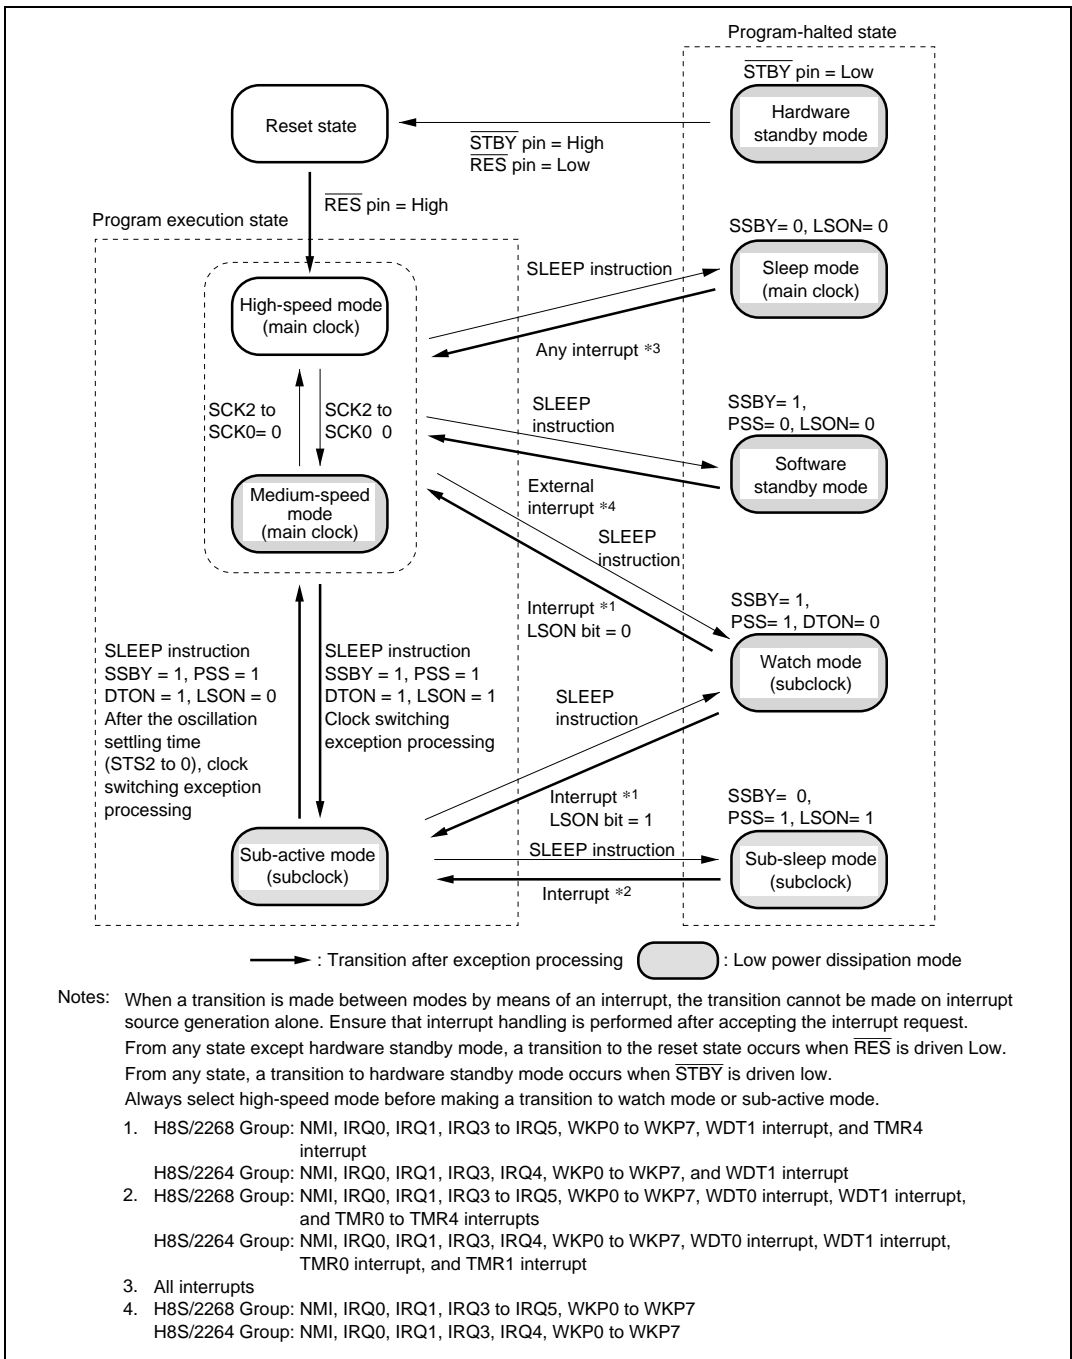 Program-halted state
STBY pin = Low
Hardware
standby mode
Reset state
STBY pin = High
RES pin = Low
RES pin = High
Program execution state
SSBY= 0, LSON= 0
Sleep mode
(main clock)
SLEEP instruction
Any interrupt *3
High-speed mode
(main clock)
SCK2 to
SCK0= 0
SCK2 to
SCK0 0
SLEEP
instruction
SSBY= 1,
PSS= 0, LSON= 0
Software
standby mode
External
interrupt *4
Medium-speed
mode
(main clock)
SLEEP
instruction
Interrupt *1
LSON bit = 0
SSBY= 1,
PSS= 1, DTON= 0
Watch mode
(subclock)
SLEEP instruction
SSBY = 1, PSS = 1
DTON = 1, LSON = 0
After the oscillation
settling time
(STS2 to 0), clock
switching exception
processing
SLEEP instruction
SSBY = 1, PSS = 1
DTON = 1, LSON = 1
Clock switching
exception processing
SLEEP
instruction
Interrupt *1
LSON bit = 1
SSBY= 0,
PSS= 1, LSON= 1
Sub-active mode
(subclock)
SLEEP instruction
Interrupt *2
Sub-sleep mode
(subclock)
: Transition after exception processing
: Low power dissipation mode
Notes: When a transition is made between modes by means of an interrupt, the transition cannot be made on interrupt
source generation alone. Ensure that interrupt handling is performed after accepting the interrupt request.
From any state except hardware standby mode, a transition to the reset state occurs when RES is driven Low.
From any state, a transition to hardware standby mode occurs when STBY is driven low.
Always select high-speed mode before making a transition to watch mode or sub-active mode.
1. H8S/2268 Group: NMI, IRQ0, IRQ1, IRQ3 to IRQ5, WKP0 to WKP7, WDT1 interrupt, and TMR4
interrupt
H8S/2264 Group: NMI, IRQ0, IRQ1, IRQ3, IRQ4, WKP0 to WKP7, and WDT1 interrupt
2. H8S/2268 Group: NMI, IRQ0, IRQ1, IRQ3 to IRQ5, WKP0 to WKP7, WDT0 interrupt, WDT1 interrupt,
and TMR0 to TMR4 interrupts
H8S/2264 Group: NMI, IRQ0, IRQ1, IRQ3, IRQ4, WKP0 to WKP7, WDT0 interrupt, WDT1 interrupt,
TMR0 interrupt, and TMR1 interrupt
3. All interrupts
4. H8S/2268 Group: NMI, IRQ0, IRQ1, IRQ3 to IRQ5, WKP0 to WKP7
H8S/2264 Group: NMI, IRQ0, IRQ1, IRQ3, IRQ4, WKP0 to WKP7